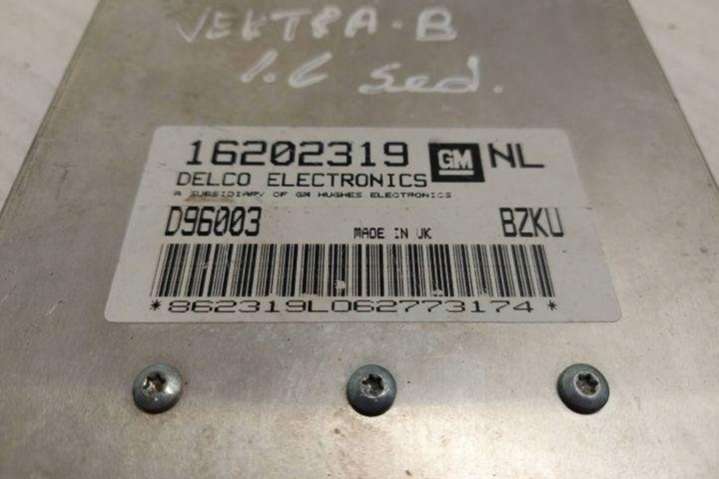 VEKTRA-B
1.6 sed.
16202319 GM NL
DELCO ELECTRONICS
A SUBSIDIARY OF GM HUGHES ELECTRONICS
D96003 MADE IN UK BZKU
*862319L062773174*